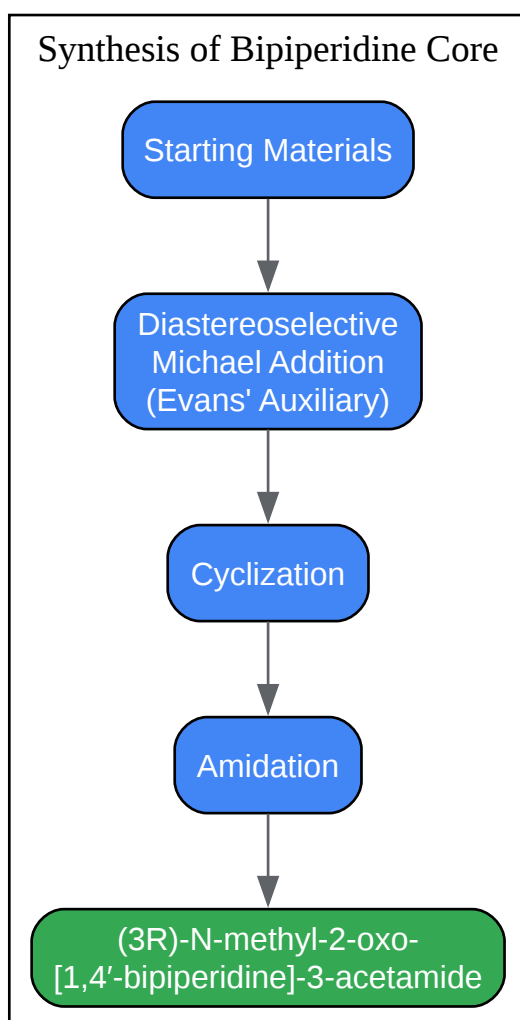 Synthesis of Bipiperidine Core
Starting Materials
Diastereoselective
Michael Addition
(Evans' Auxiliary)
Cyclization
Amidation
(3R)-N-methyl-2-oxo-
[1,4′-bipiperidine]-3-acetamide